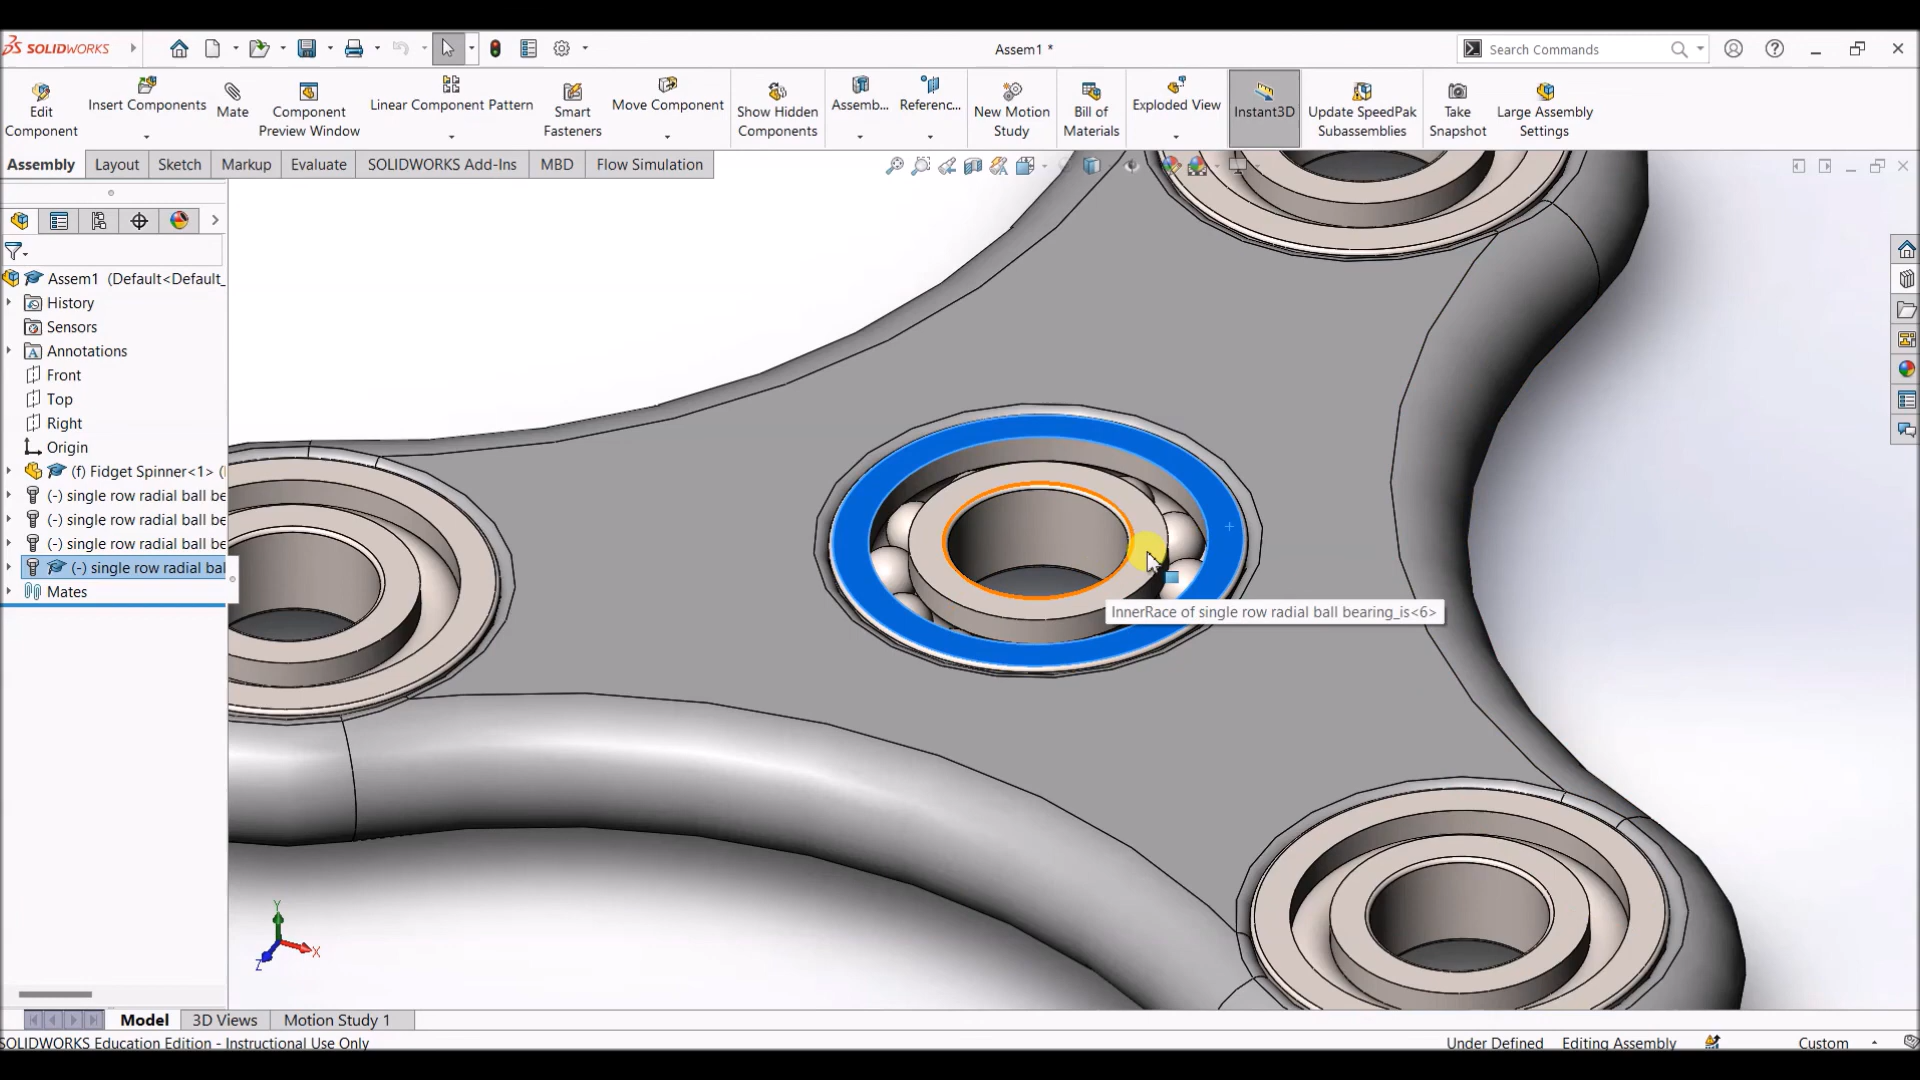 SOLIDWORKS
Assem1 *
Search Commands
Edit Component
Insert Components
Mate
Component Preview Window
Linear Component Pattern
Smart Fasteners
Move Component
Show Hidden Components
Assemb...
Referenc...
New Motion Study
Bill of Materials
Exploded View
Instant3D
Update SpeedPak Subassemblies
Take Snapshot
Large Assembly Settings
Assembly
Layout
Sketch
Markup
Evaluate
SOLIDWORKS Add-Ins
MBD
Flow Simulation
Assem1 (Default<Default_
History
Sensors
Annotations
Front
Top
Right
Origin
(f) Fidget Spinner<1> (
(-) single row radial ball be
(-) single row radial ball be
(-) single row radial ball be
(-) single row radial bal
Mates
InnerRace of single row radial ball bearing_is<6>
Y
X
Z
Model
3D Views
Motion Study 1
SOLIDWORKS Education Edition - Instructional Use Only
Under Defined
Editing Assembly
Custom